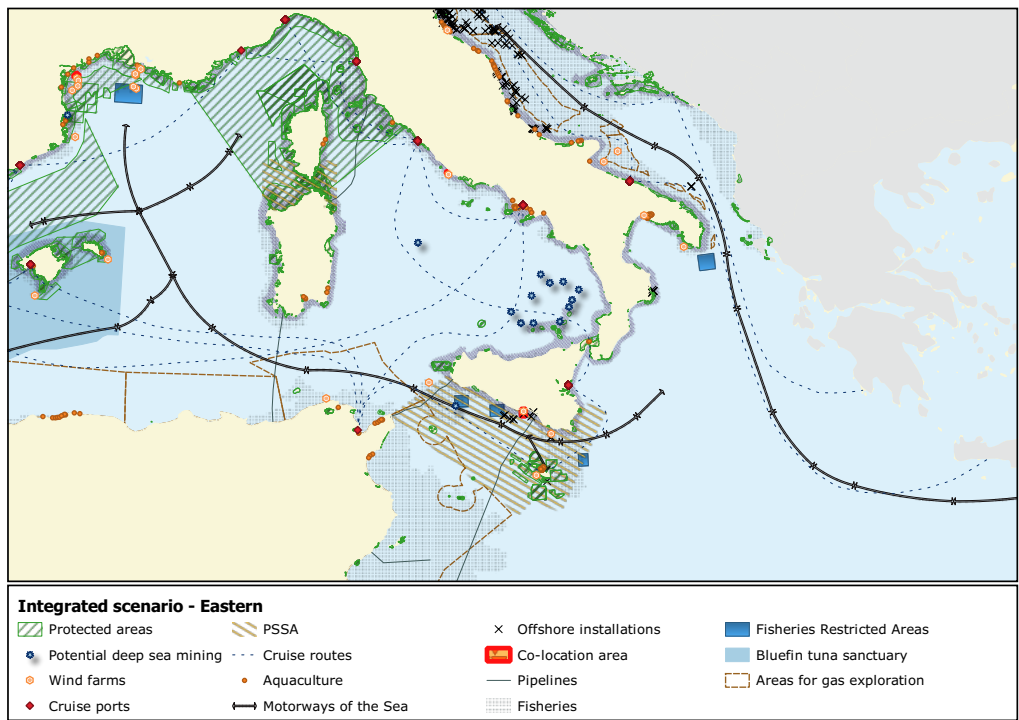 Integrated scenario - Eastern
Protected areas PSSA Offshore installations Fisheries Restricted Areas
Potential deep sea mining Cruise routes Co-location area Bluefin tuna sanctuary
Wind farms Aquaculture Pipelines Areas for gas exploration
Cruise ports Motorways of the Sea Fisheries